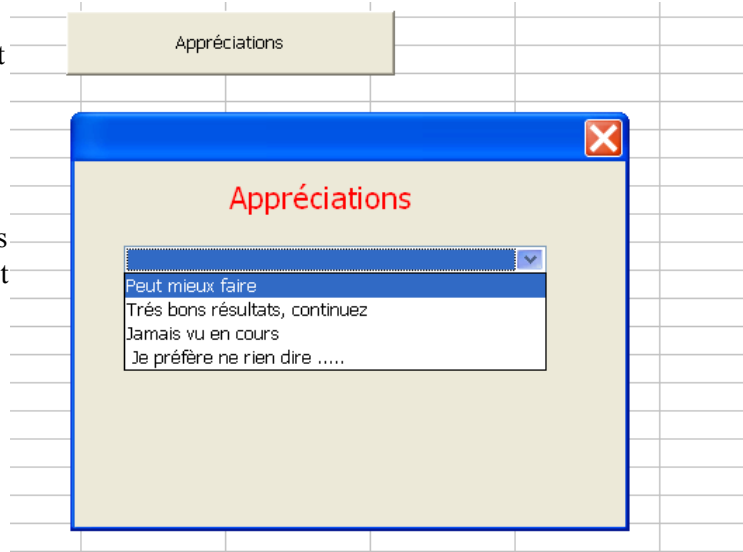 Appréciations
t
Appréciations
s
t
Peut mieux faire
Trés bons résultats, continuez
Jamais vu en cours
Je préfère ne rien dire .....